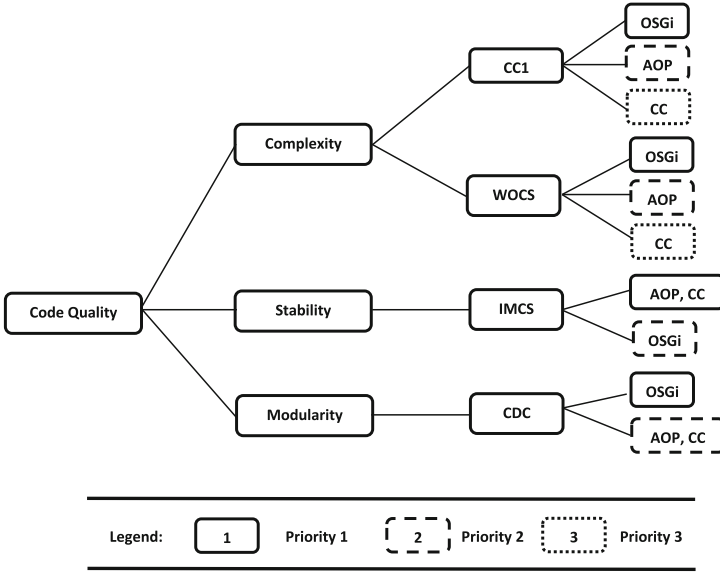 OSGi
CC1
AOP
CC
Complexity
OSGi
WOCS
AOP
CC
AOP, CC
Code Quality
Stability
IMCS
OSGi
OSGi
Modularity
CDC
AOP, CC
Legend: 1 Priority 1 2 Priority 2 3 Priority 3